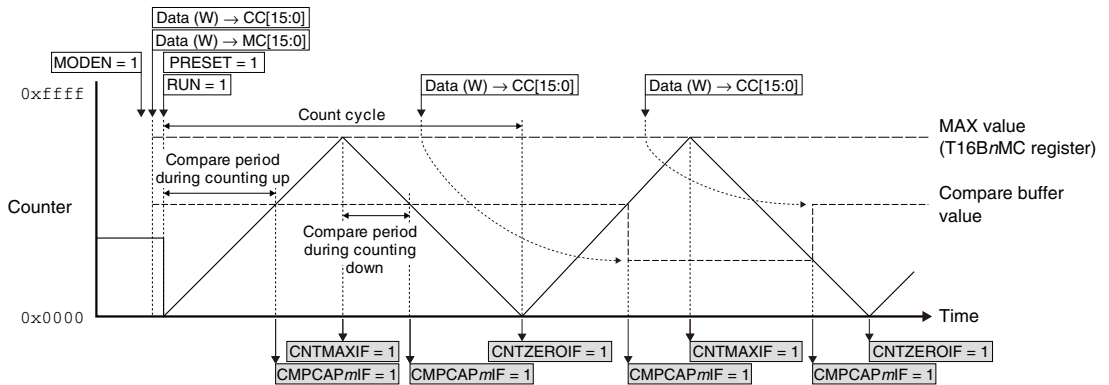 Data (W) → CC[15:0]
Data (W) → MC[15:0]
MODEN = 1
PRESET = 1
RUN = 1
Data (W) → CC[15:0]
Data (W) → CC[15:0]
0xffff
Count cycle
MAX value
(T16BnMC register)
Compare period
during counting up
Compare buffer
value
Counter
Compare period
during counting
down
0x0000
Time
CNTMAXIF = 1
CNTZEROIF = 1
CNTMAXIF = 1
CNTZEROIF = 1
CMPCAPmIF = 1
CMPCAPmIF = 1
CMPCAPmIF = 1
CMPCAPmIF = 1